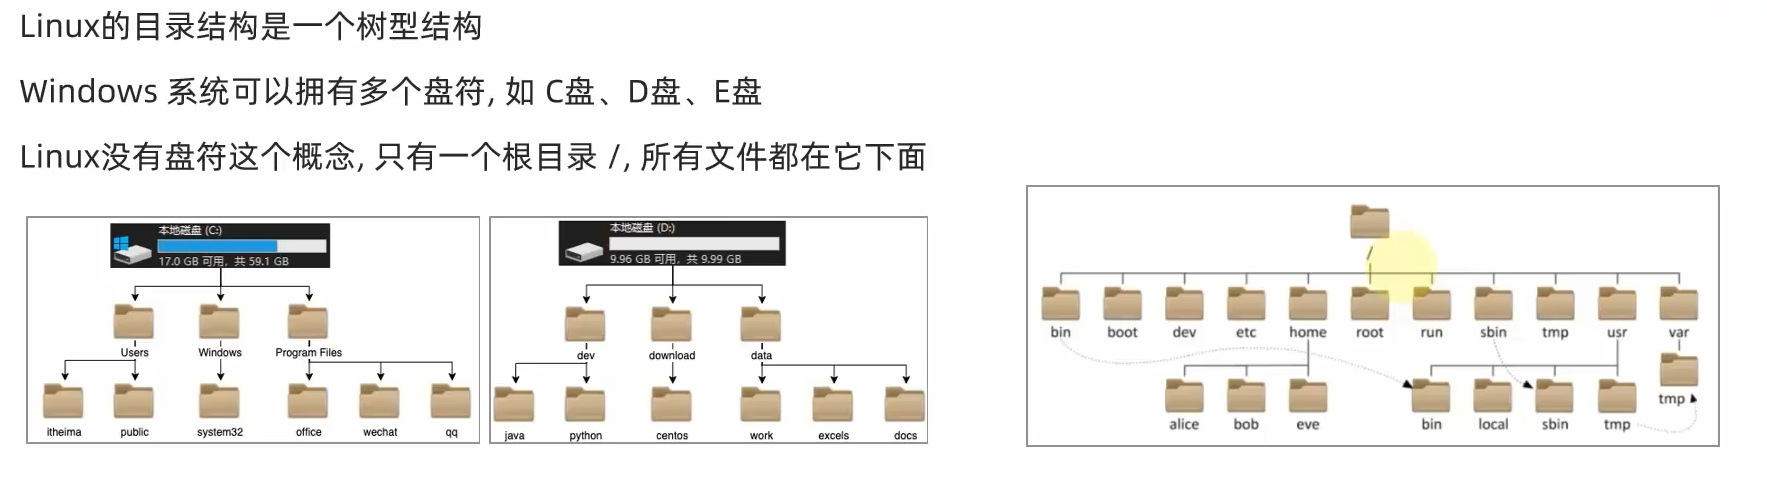 Linux的目录结构是一个树型结构
Windows 系统可以拥有多个盘符, 如 C盘、D盘、E盘
Linux没有盘符这个概念, 只有一个根目录 /, 所有文件都在它下面
本地磁盘 (C:)
17.0 GB 可用，共 59.1 GB
Users Windows Program Files
itheima public system32 office wechat qq
本地磁盘 (D:)
9.96 GB 可用，共 9.99 GB
dev download data
java python centos work excels docs
/
bin boot dev etc home root run sbin tmp usr var
tmp
alice bob eve bin local sbin tmp